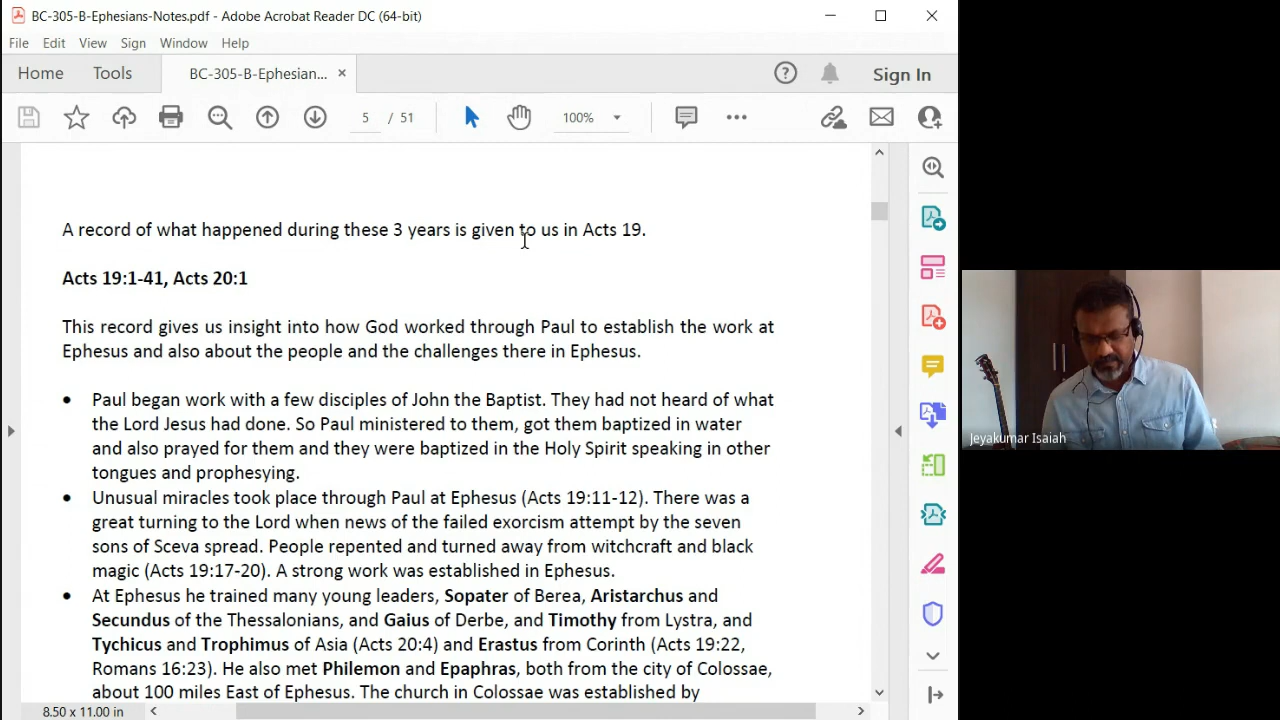 BC-305-B-Ephesians-Notes.pdf - Adobe Acrobat Reader DC (64-bit)
File Edit View Sign Window Help
Home Tools BC-305-B-Ephesian... Sign In
5 / 51 100%
A record of what happened during these 3 years is given to us in Acts 19.
Acts 19:1-41, Acts 20:1
This record gives us insight into how God worked through Paul to establish the work at
Ephesus and also about the people and the challenges there in Ephesus.
• Paul began work with a few disciples of John the Baptist. They had not heard of what
the Lord Jesus had done. So Paul ministered to them, got them baptized in water
and also prayed for them and they were baptized in the Holy Spirit speaking in other
tongues and prophesying.
• Unusual miracles took place through Paul at Ephesus (Acts 19:11-12). There was a
great turning to the Lord when news of the failed exorcism attempt by the seven
sons of Sceva spread. People repented and turned away from witchcraft and black
magic (Acts 19:17-20). A strong work was established in Ephesus.
• At Ephesus he trained many young leaders, Sopater of Berea, Aristarchus and
Secundus of the Thessalonians, and Gaius of Derbe, and Timothy from Lystra, and
Tychicus and Trophimus of Asia (Acts 20:4) and Erastus from Corinth (Acts 19:22,
Romans 16:23). He also met Philemon and Epaphras, both from the city of Colossae,
about 100 miles East of Ephesus. The church in Colossae was established by
8.50 x 11.00 in
Jeyakumar Isaiah